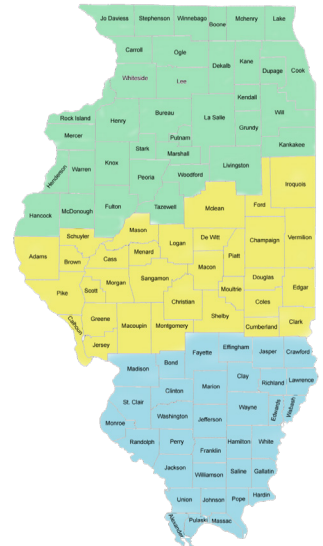 Jo Daviess Stephenson Winnebago Boone Mchenry Lake
Carroll Ogle Dekalb Kane Dupage Cook
Whiteside Lee
Kendall
Rock Island Henry Bureau La Salle Grundy Will
Mercer Putnam Kankakee
Henderson Warren Knox Stark Marshall
Peoria Woodford Livingston
Hancock McDonough Fulton Tazewell
Iroquois
Mclean Ford
Adams Schuyler Mason Logan De Witt Champaign Vermilion
Brown Cass Menard Macon Piatt
Pike Scott Morgan Sangamon Moultrie Douglas Edgar
Christian Coles
Calhoun Greene Macoupin Montgomery Shelby Cumberland Clark
Jersey
Fayette Effingham Jasper Crawford
Madison Bond
Clinton Marion Clay Richland Lawrence
St. Clair
Washington Jefferson Wayne Edwards Wabash
Monroe
Randolph Perry Hamilton White
Franklin
Jackson Williamson Saline Gallatin
Union Johnson Pope Hardin
Alexander Pulaski Massac